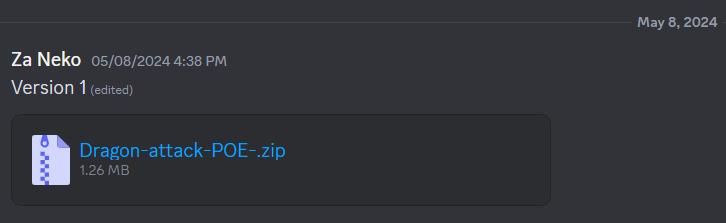 May 8, 2024
Za Neko 05/08/2024 4:38 PM
Version 1 (edited)
Dragon-attack-POE-.zip
1.26 MB